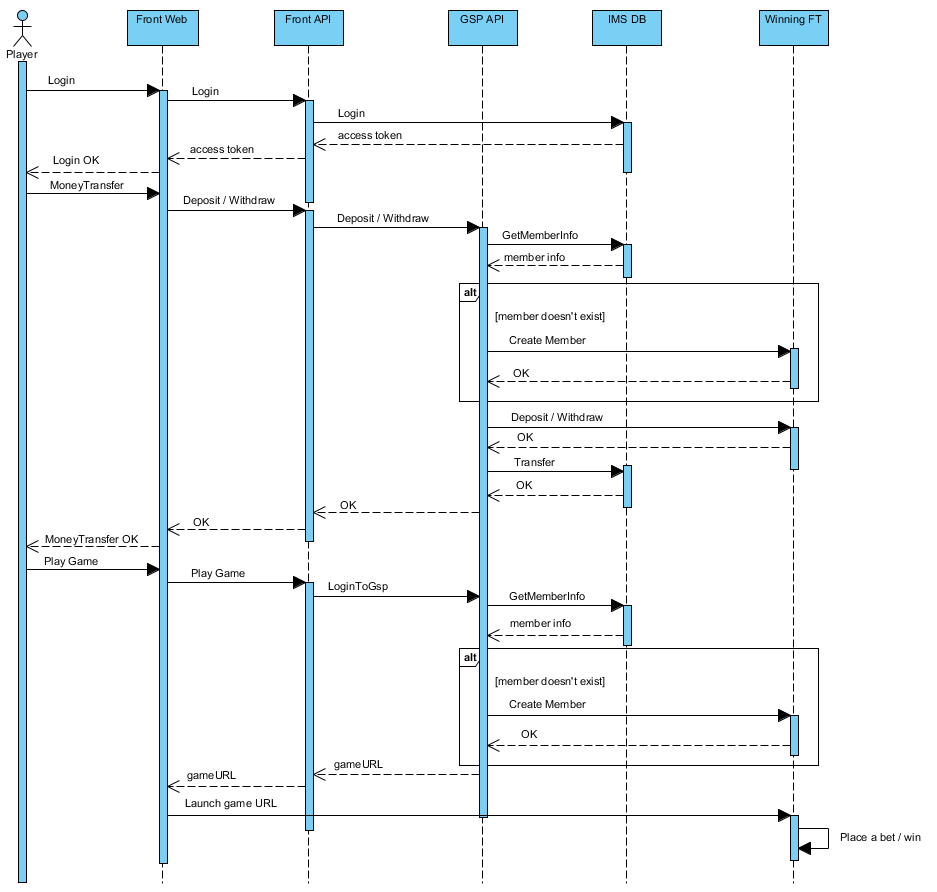 Front Web
Front API
GSP API
IMS DB
Winning FT
Player
Login
Login
Login
access token
access token
Login OK
MoneyTransfer
Deposit / Withdraw
Deposit / Withdraw
GetMemberInfo
member info
alt
[member doesn't exist]
Create Member
OK
Deposit / Withdraw
OK
Transfer
OK
OK
OK
MoneyTransfer OK
Play Game
Play Game
LoginToGsp
GetMemberInfo
member info
alt
[member doesn't exist]
Create Member
OK
gameURL
gameURL
Launch game URL
Place a bet / win